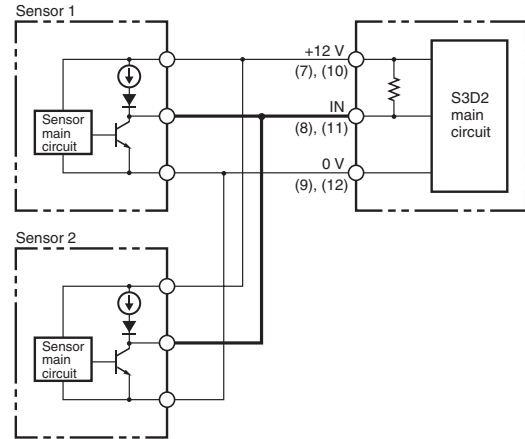 Sensor 1
Sensor
main
circuit
+12 V
(7), (10)
IN
(8), (11)
0 V
(9), (12)
S3D2
main
circuit
Sensor 2
Sensor
main
circuit